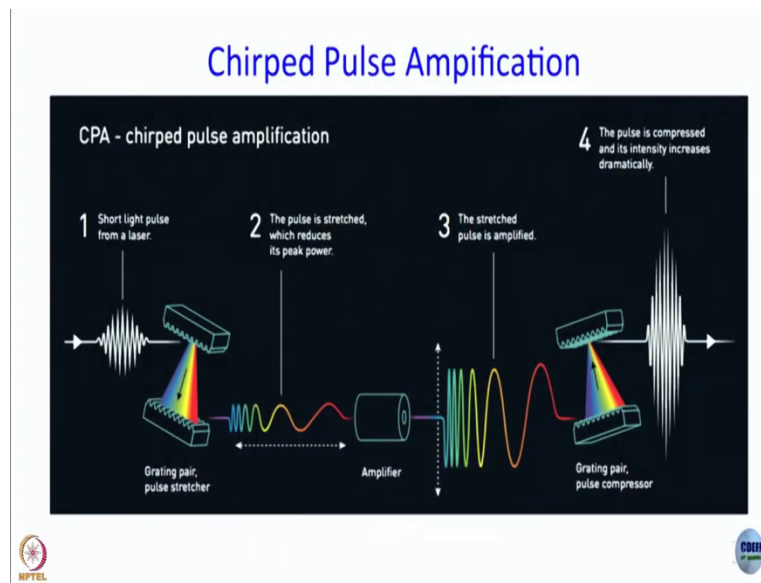 Chirped Pulse Ampification
CPA - chirped pulse amplification
1 Short light pulse
from a laser.
2 The pulse is stretched,
which reduces
its peak power.
3 The stretched
pulse is amplified.
4 The pulse is compressed
and its intensity increases
dramatically.
Grating pair,
pulse stretcher
Amplifier
Grating pair,
pulse compressor
NPTEL